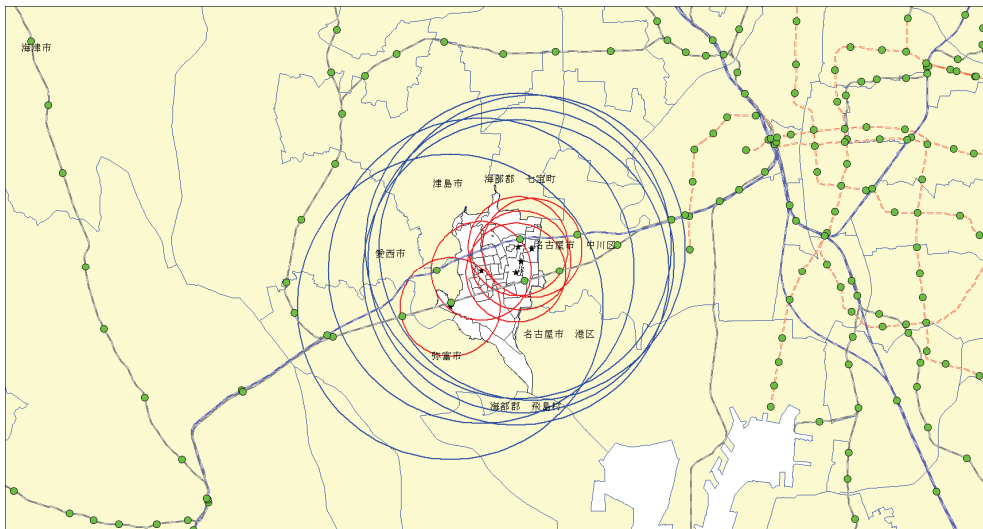 海津市
津島市
海部郡　七宝町
愛西市
名古屋市　中川区
名古屋市　港区
弥富市
海部郡　飛島村